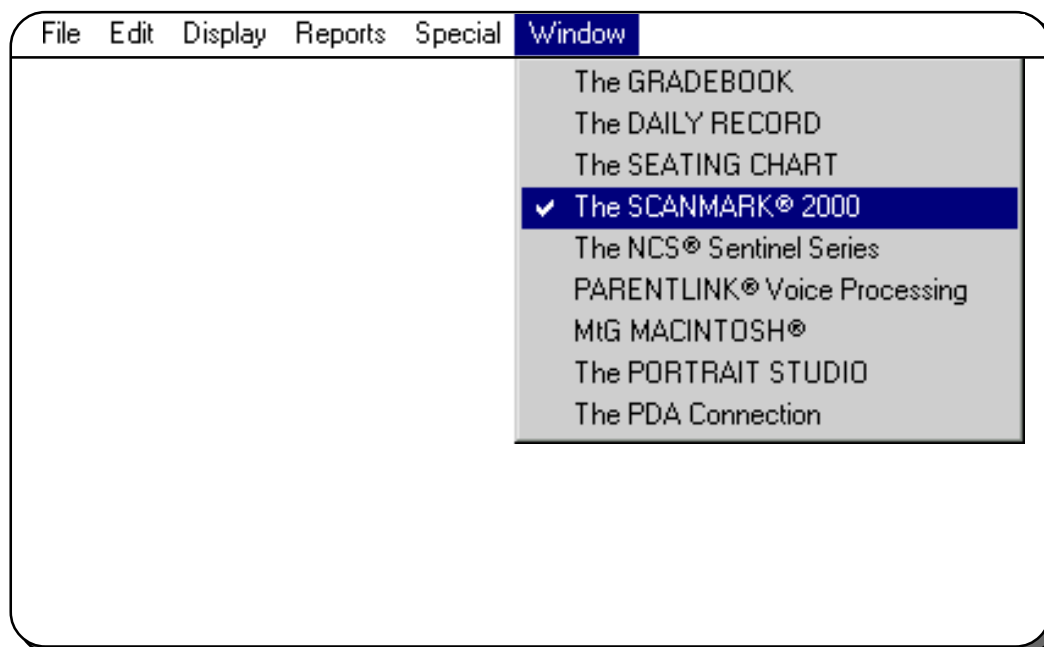 File Edit Display Reports Special Window
The GRADEBOOK
The DAILY RECORD
The SEATING CHART
✓ The SCANMARK® 2000
The NCS® Sentinel Series
PARENTLINK® Voice Processing
MtG MACINTOSH®
The PORTRAIT STUDIO
The PDA Connection